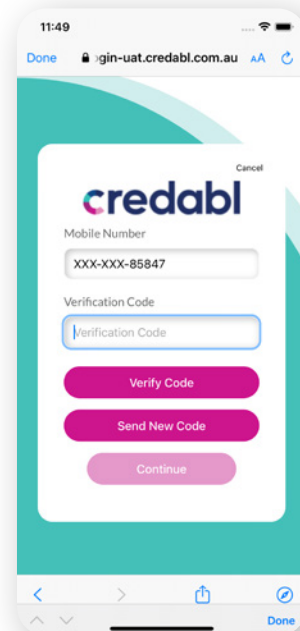 11:49
Done gin-uat.credabl.com.au AA
Cancel
credabl
Mobile Number
XXX-XXX-85847
Verification Code
Verification Code
Verify Code
Send New Code
Continue
Done